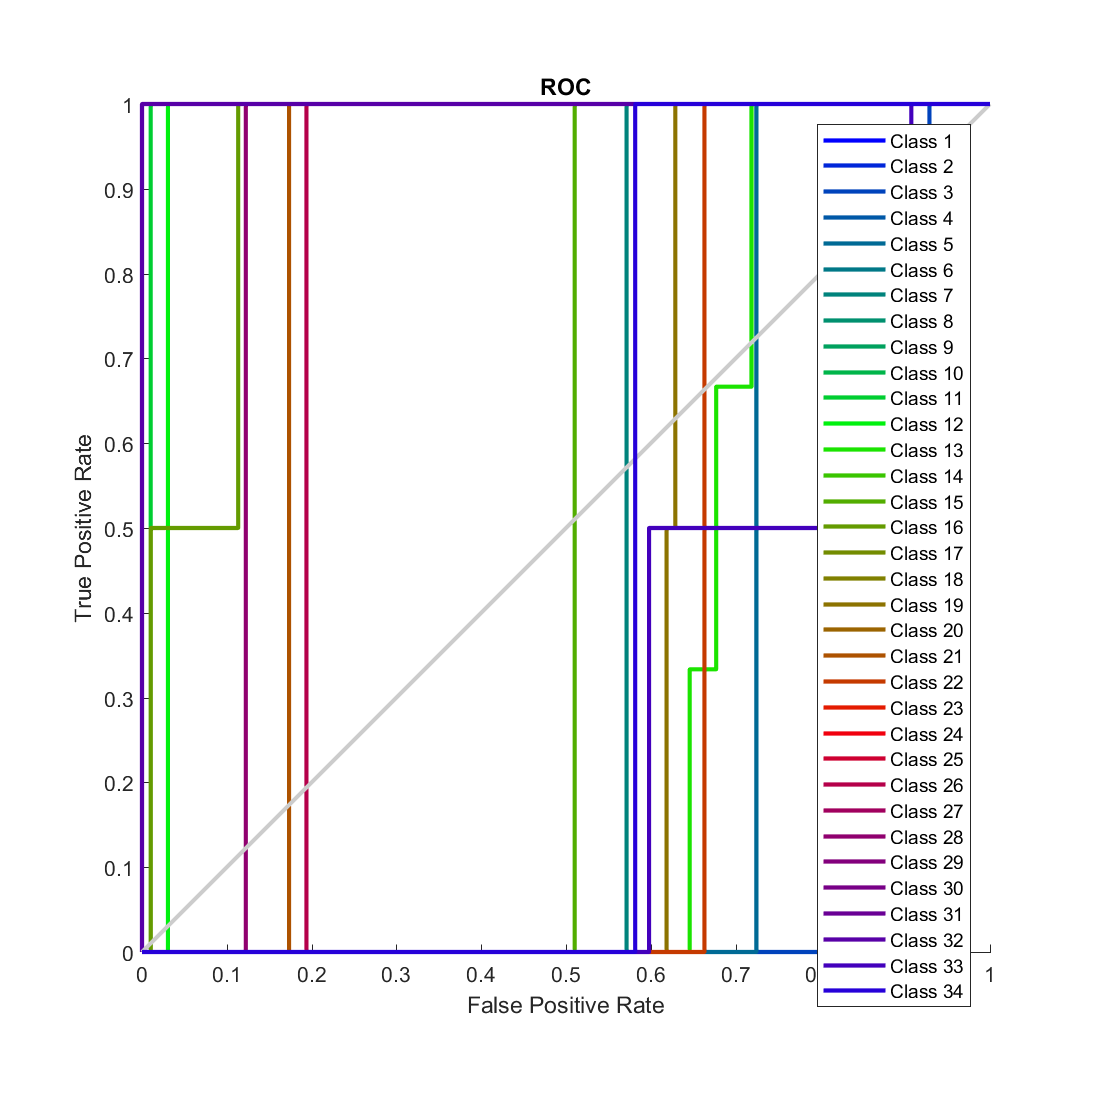 ROC
True Positive Rate
1
0.9
0.8
0.7
0.6
0.5
0.4
0.3
0.2
0.1
0
0
0.1
0.2
0.3
0.4
0.5
0.6
0.7
1
False Positive Rate
Class 1
Class 2
Class 3
Class 4
Class 5
Class 6
Class 7
Class 8
Class 9
Class 10
Class 11
Class 12
Class 13
Class 14
Class 15
Class 16
Class 17
Class 18
Class 19
Class 20
Class 21
Class 22
Class 23
Class 24
Class 25
Class 26
Class 27
Class 28
Class 29
Class 30
Class 31
Class 32
Class 33
Class 34